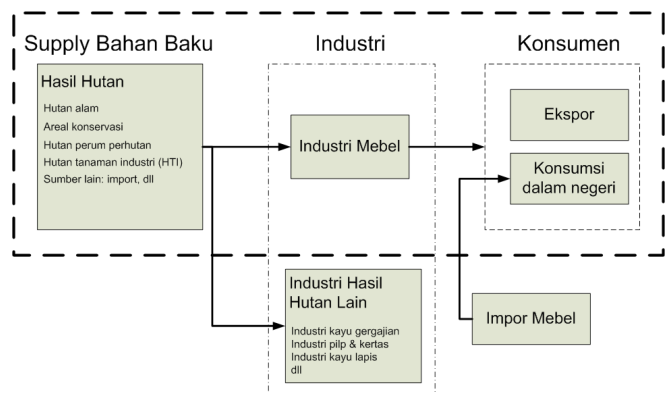 Supply Bahan Baku
Industri
Konsumen
Hasil Hutan
Hutan alam
Areal konservasi
Hutan perum perhutan
Hutan tanaman industri (HTI)
Sumber lain: import, dll
Industri Mebel
Ekspor
Konsumsi
dalam negeri
Industri Hasil
Hutan Lain
Industri kayu gergajian
Industri pilp & kertas
Industri kayu lapis
dll
Impor Mebel